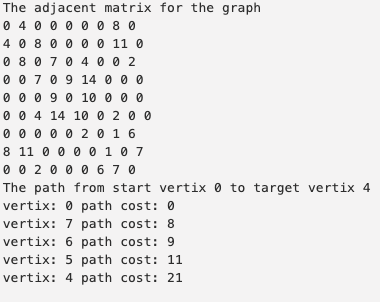 The adjacent matrix for the graph
0 4 0 0 0 0 0 8 0
4 0 8 0 0 0 0 11 0
0 8 0 7 0 4 0 0 2
0 0 7 0 9 14 0 0 0
0 0 0 9 0 10 0 0 0
0 0 4 14 10 0 2 0 0
0 0 0 0 0 2 0 1 6
8 11 0 0 0 0 1 0 7
0 0 2 0 0 0 6 7 0
The path from start vertix 0 to target vertix 4
vertix: 0 path cost: 0
vertix: 7 path cost: 8
vertix: 6 path cost: 9
vertix: 5 path cost: 11
vertix: 4 path cost: 21